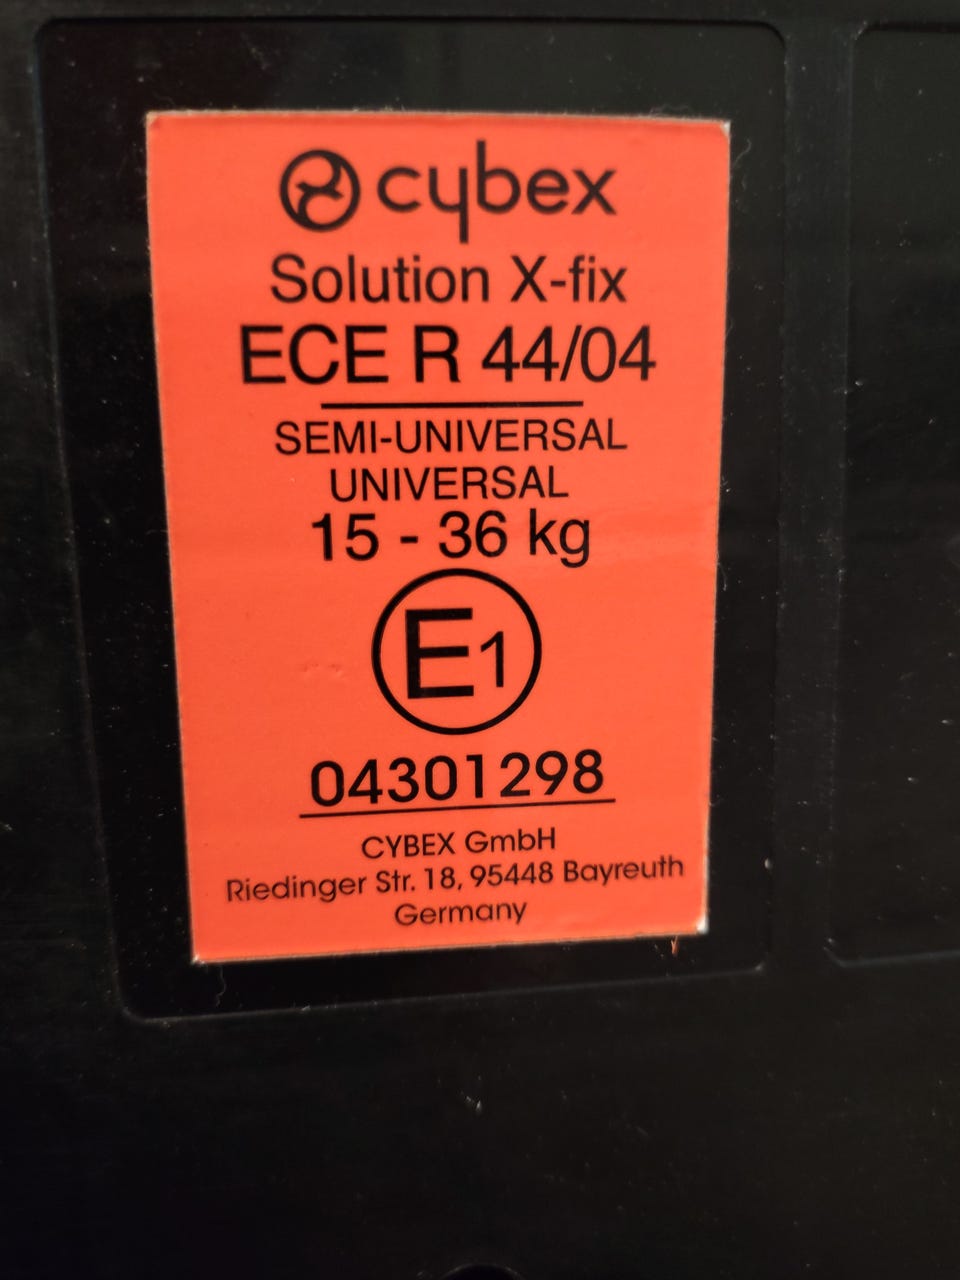 cybex
Solution X-fix
ECE R 44/04
SEMI-UNIVERSAL
UNIVERSAL
15 - 36 kg
E1
04301298
CYBEX GmbH
Riedinger Str. 18, 95448 Bayreuth
Germany